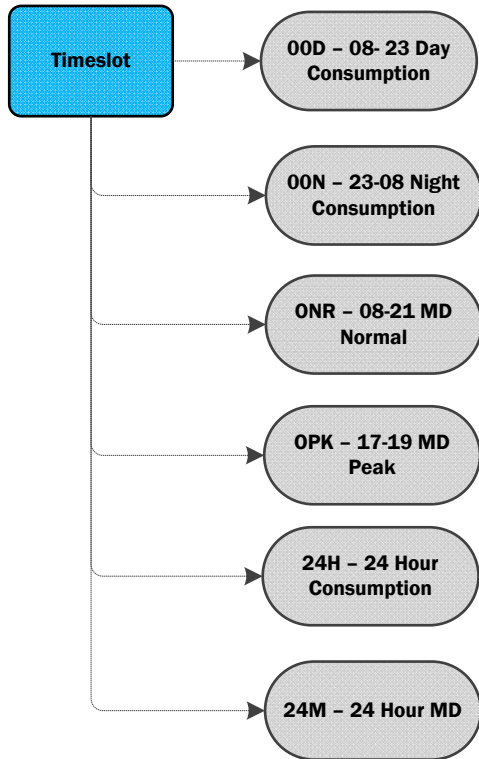 Timeslot
00D – 08- 23 Day
Consumption
00N – 23-08 Night
Consumption
0NR – 08-21 MD
Normal
0PK – 17-19 MD
Peak
24H – 24 Hour
Consumption
24M – 24 Hour MD